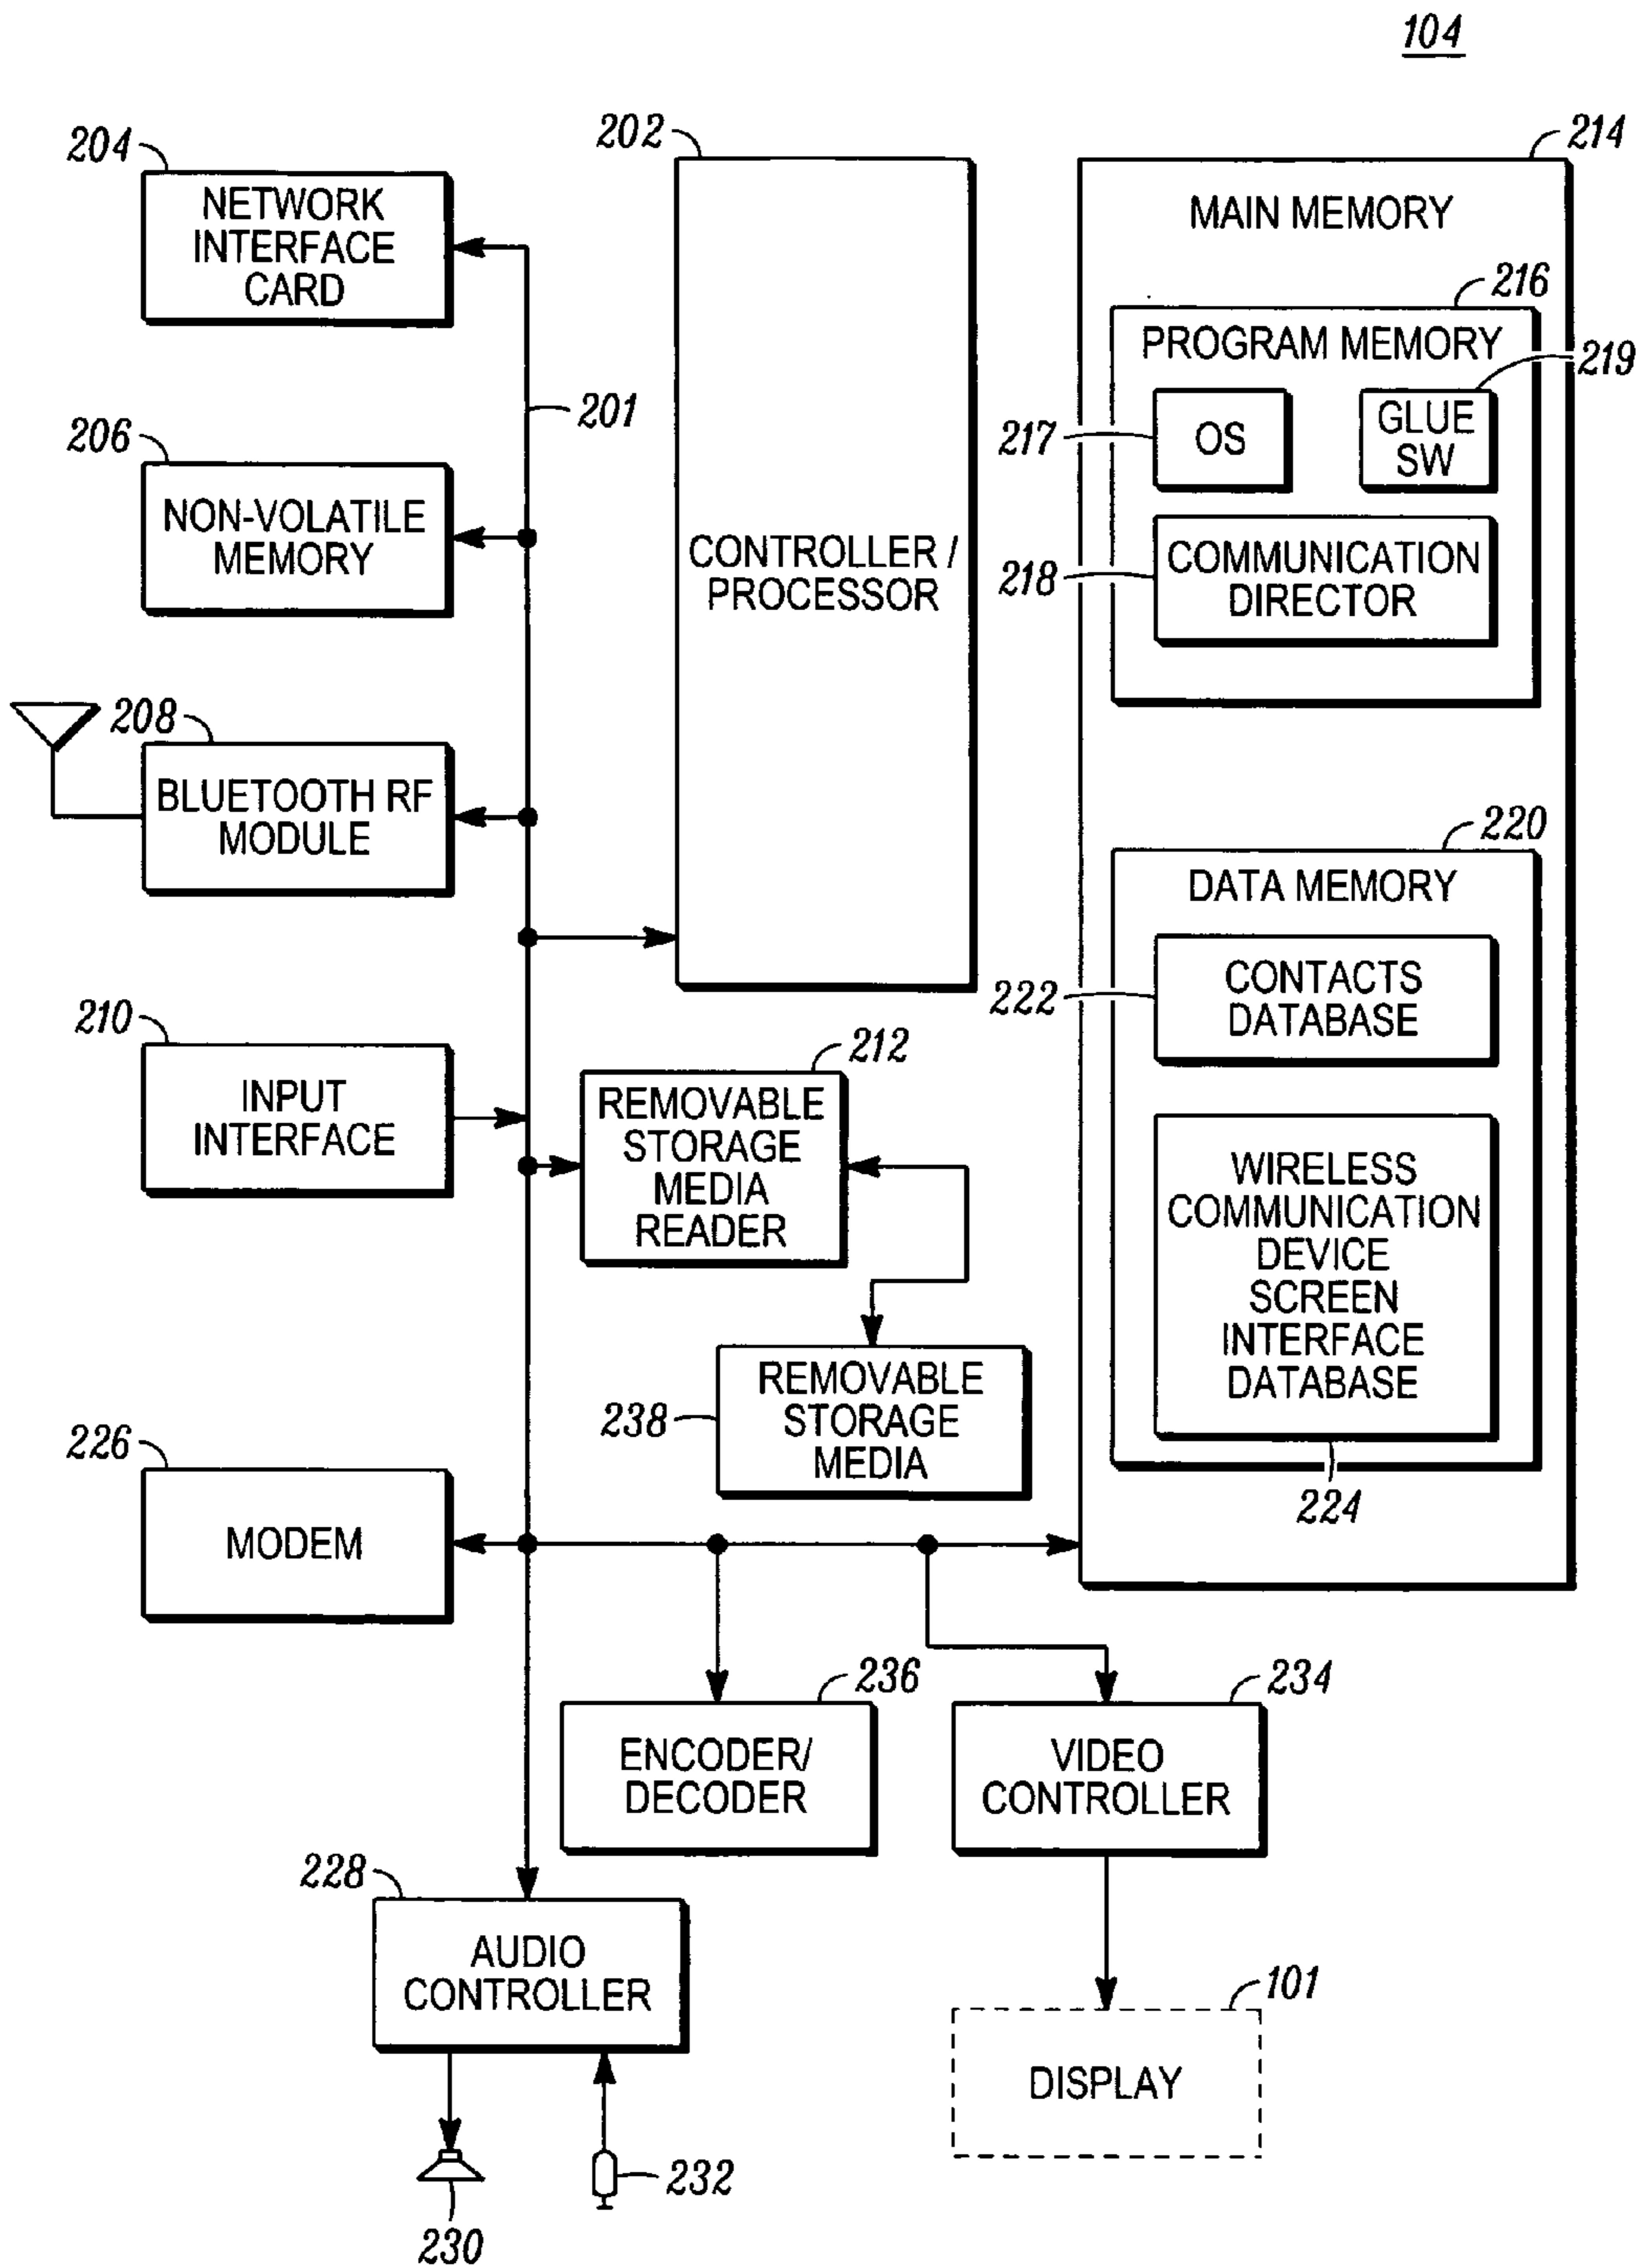 104
204
NETWORK
INTERFACE
CARD
202
CONTROLLER /
PROCESSOR
214
MAIN MEMORY
216
PROGRAM MEMORY
219
217
OS
GLUE
SW
218
COMMUNICATION
DIRECTOR
201
206
NON-VOLATILE
MEMORY
208
BLUETOOTH RF
MODULE
220
DATA MEMORY
222
CONTACTS
DATABASE
210
INPUT
INTERFACE
212
REMOVABLE
STORAGE
MEDIA
READER
WIRELESS
COMMUNICATION
DEVICE
SCREEN
INTERFACE
DATABASE
224
238
REMOVABLE
STORAGE
MEDIA
226
MODEM
236
ENCODER/
DECODER
234
VIDEO
CONTROLLER
228
AUDIO
CONTROLLER
101
DISPLAY
230
232